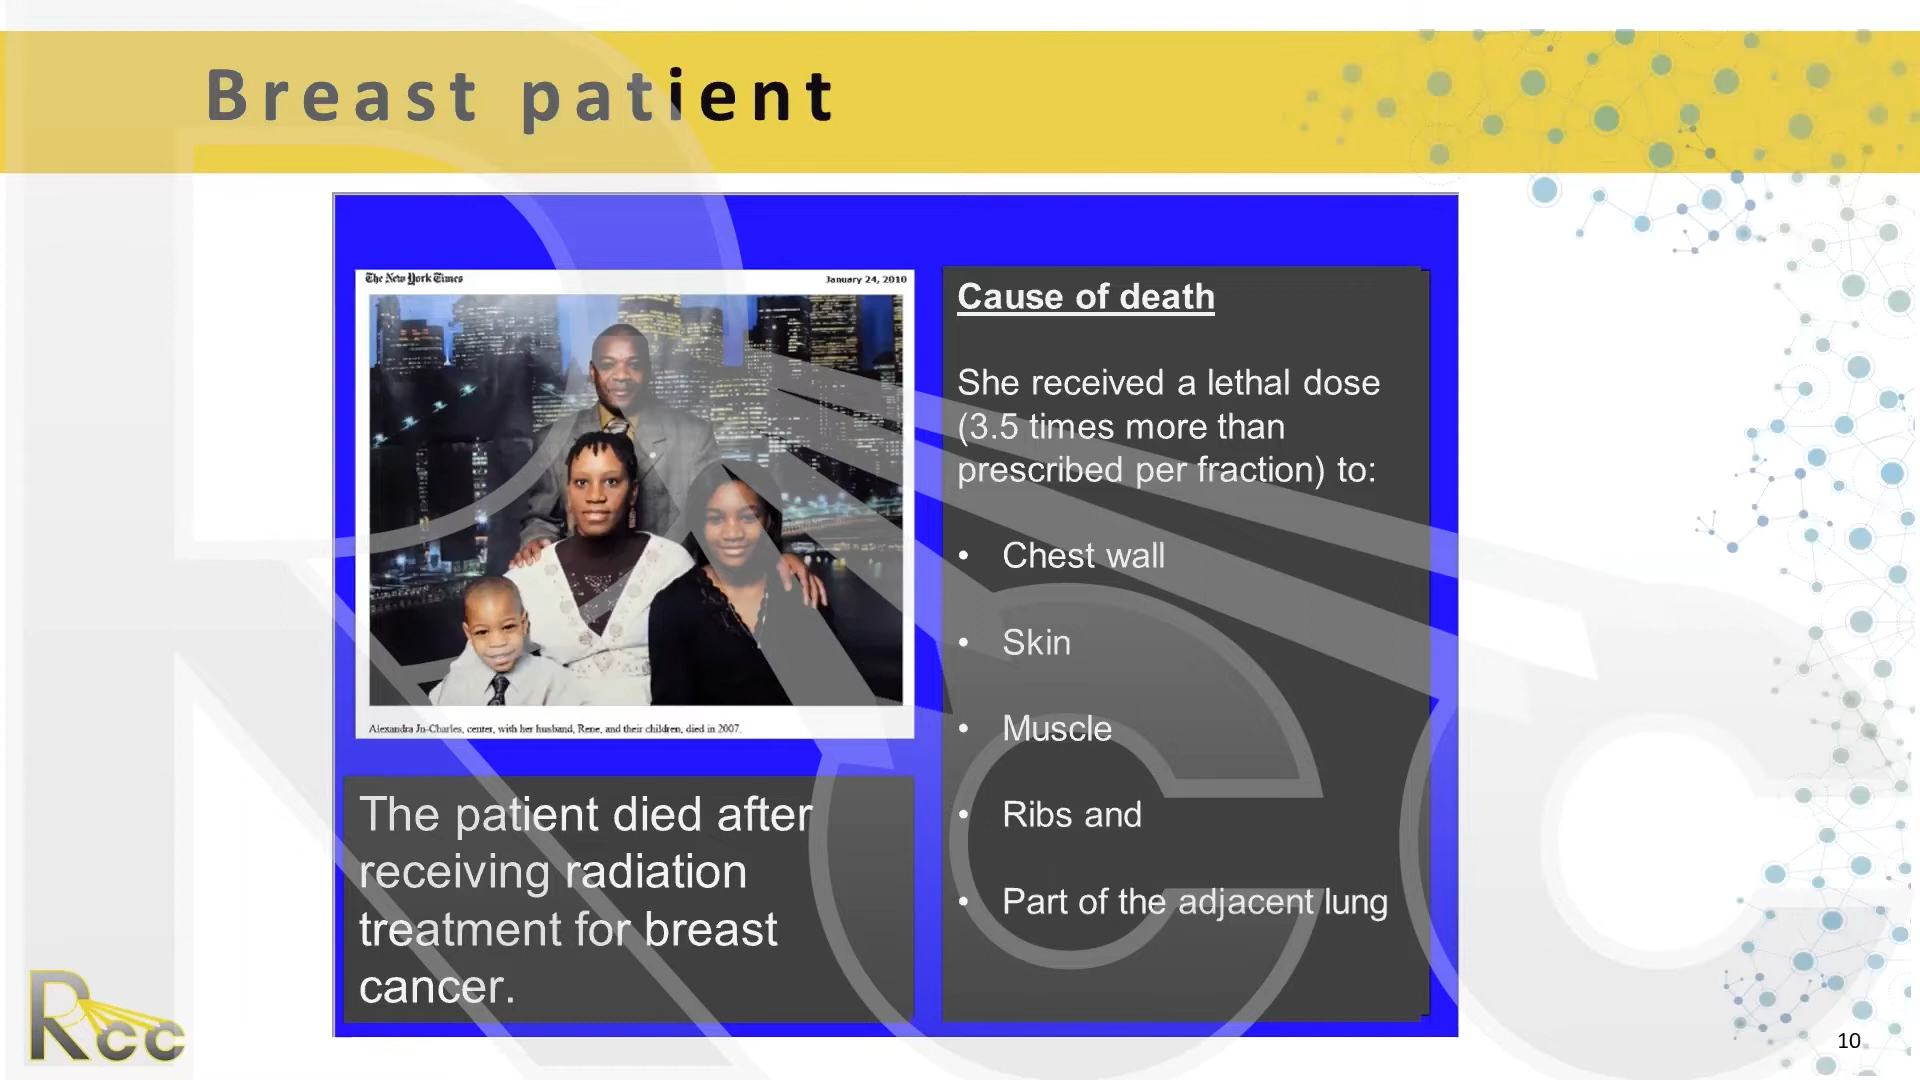 Breast patient
The New York Times
January 24, 2010
Alexandra Jn-Charles, center, with her husband, Rene, and their children, died in 2007.
The patient died after
receiving radiation
treatment for breast
cancer.
Cause of death
She received a lethal dose
(3.5 times more than
prescribed per fraction) to:
• Chest wall
• Skin
• Muscle
• Ribs and
• Part of the adjacent lung
Rcc
RCC
10